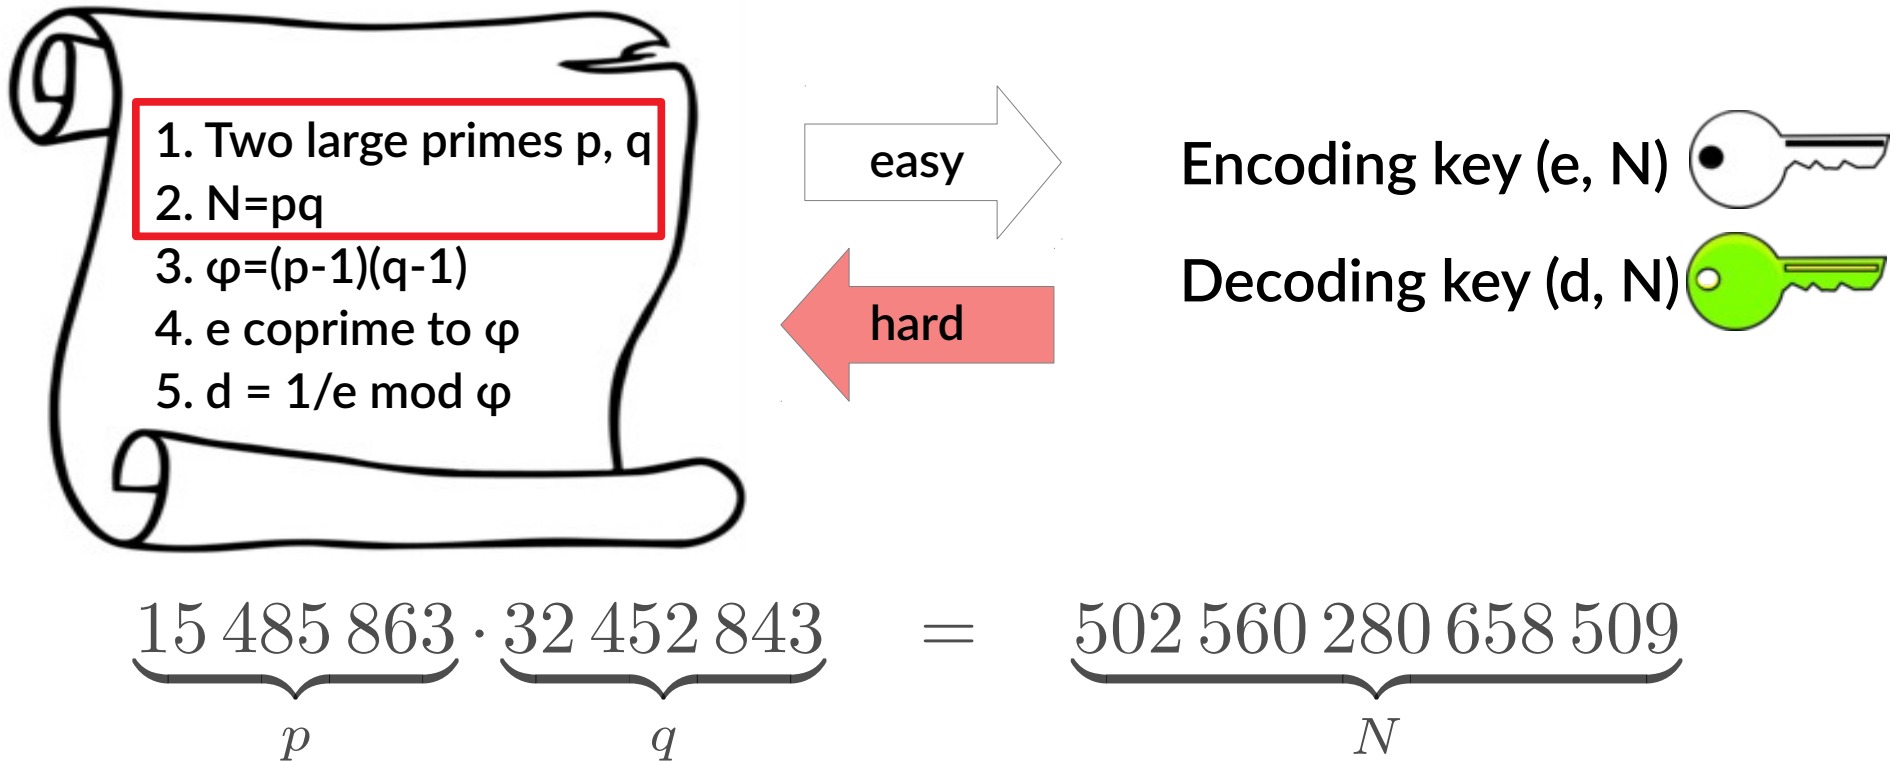 1. Two large primes p, q
2. N=pq
3. φ=(p-1)(q-1)
4. e coprime to φ
5. d = 1/e mod φ
easy
hard
Encoding key (e, N)
Decoding key (d, N)
15 485 863 · 32 452 843 = 502 560 280 658 509
p q N